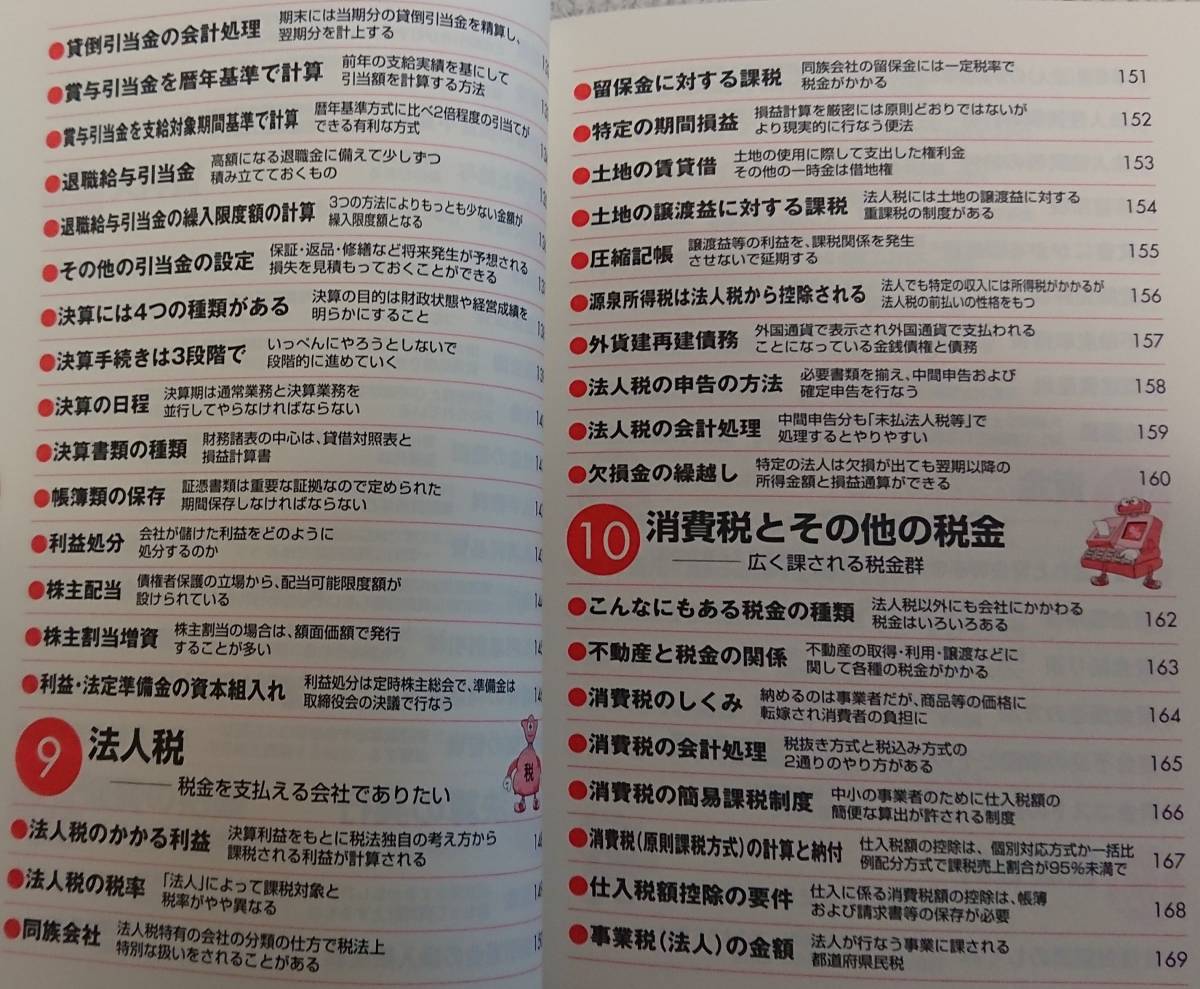 ●貸倒引当金の会計処理 期末には当期分の貸倒引当金を精算し、
翌期分を計上する
●賞与引当金を暦年基準で計算 前年の支給実績を基にして
引当額を計算する方法
●賞与引当金を支給対象期間基準で計算 暦年基準方式に比べ2倍程度の引当てが
できる有利な方式
●退職給与引当金 高額になる退職金に備えて少しずつ
積み立てておくもの
●退職給与引当金の繰入限度額の計算 3つの方法によりもっとも少ない金額が
繰入限度額となる
●その他の引当金の設定 保証・返品・修繕など将来発生が予想される
損失を見積もっておくことができる
●決算には4つの種類がある 決算の目的は財政状態や経営成績を
明らかにすること
●決算手続きは3段階で いっぺんにやろうとしないで
段階的に進めていく
●決算の日程 決算期は通常業務と決算業務を
並行してやらなければならない
●決算書類の種類 財務諸表の中心は、貸借対照表と
損益計算書
●帳簿類の保存 証憑書類は重要な証拠なので定められた
期間保存しなければならない
●利益処分 会社が儲けた利益をどのように
処分するのか
●株主配当 債権者保護の立場から、配当可能限度額が
設けられている
●株主割当増資 株主割当の場合は、額面価額で発行
することが多い
●利益・法定準備金の資本組入れ 利益処分は定時株主総会で、準備金は
取締役会の決議で行なう
9 法人税
――税金を支払える会社でありたい
税
●法人税のかかる利益 決算利益をもとに税法独自の考え方から
課税される利益が計算される
●法人税の税率 「法人」によって課税対象と
税率がやや異なる
●同族会社 法人税特有の会社の分類の仕方で税法上
特別な扱いをされることがある
●留保金に対する課税 同族会社の留保金には一定税率で
税金がかかる 151
●特定の期間損益 損益計算を厳密には原則どおりではないが
より現実的に行なう便法 152
●土地の賃貸借 土地の使用に際して支出した権利金
その他の一時金は借地権 153
●土地の譲渡益に対する課税 法人税には土地の譲渡益に対する
重課税の制度がある 154
●圧縮記帳 譲渡益等の利益を、課税関係を発生
させないで延期する 155
●源泉所得税は法人税から控除される 法人でも特定の収入には所得税がかかるが
法人税の前払いの性格をもつ 156
●外貨建再建債務 外国通貨で表示され外国通貨で支払われる
ことになっている金銭債権と債務 157
●法人税の申告の方法 必要書類を揃え、中間申告および
確定申告を行なう 158
●法人税の会計処理 中間申告分も「未払法人税等」で
処理するとやりやすい 159
●欠損金の繰越し 特定の法人は欠損が出ても翌期以降の
所得金額と損益通算ができる 160
10 消費税とその他の税金
――広く課される税金群
●こんなにもある税金の種類 法人税以外にも会社にかかわる
税金はいろいろある 162
●不動産と税金の関係 不動産の取得・利用・譲渡などに
関して各種の税金がかかる 163
●消費税のしくみ 納めるのは事業者だが、商品等の価格に
転嫁され消費者の負担に 164
●消費税の会計処理 税抜き方式と税込み方式の
2通りのやり方がある 165
●消費税の簡易課税制度 中小の事業者のために仕入税額の
簡便な算出が許される制度 166
●消費税(原則課税方式)の計算と納付 仕入税額の控除は、個別対応方式か一括比
例配分方式で課税売上割合が95%未満で 167
●仕入税額控除の要件 仕入に係る消費税額の控除は、帳簿
および請求書等の保存が必要 168
●事業税(法人)の金額 法人が行なう事業に課される
都道府県民税 169